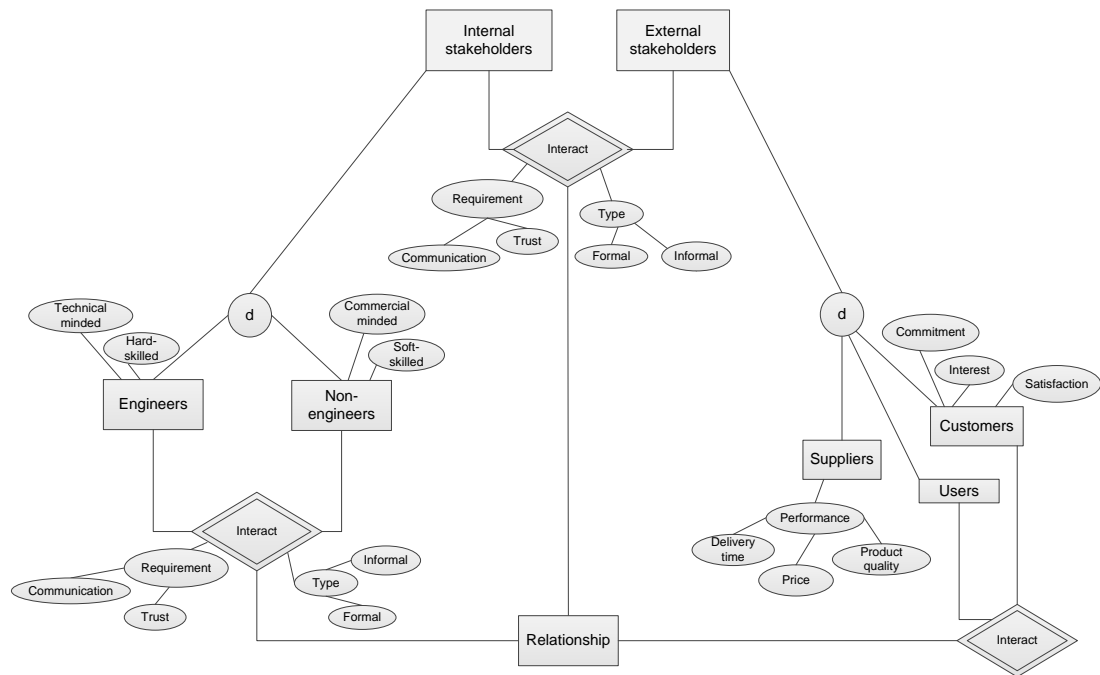 Internal
stakeholders
External
stakeholders
Interact
Requirement
Type
Communication
Trust
Formal
Informal
d
d
Technical
minded
Hard-
skilled
Commercial
minded
Soft-
skilled
Commitment
Interest
Satisfaction
Engineers
Non-
engineers
Customers
Suppliers
Users
Interact
Performance
Delivery
time
Product
quality
Price
Requirement
Informal
Communication
Type
Trust
Formal
Relationship
Interact